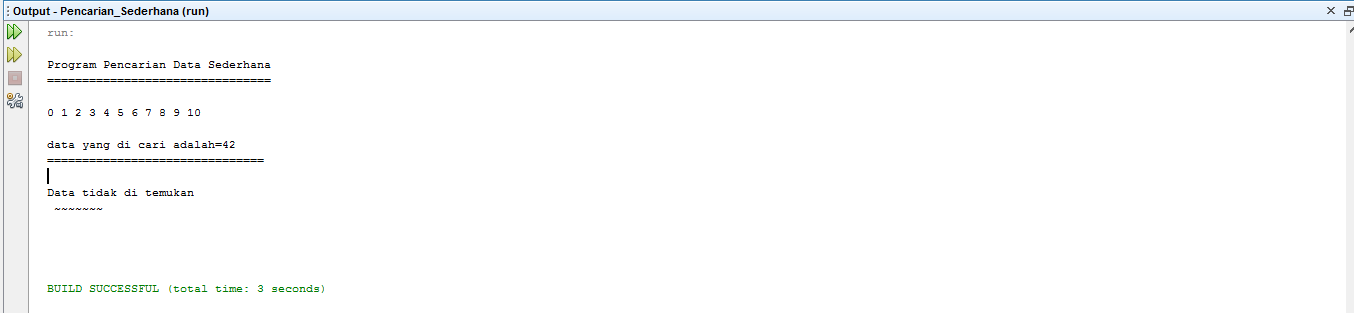 Output - Pencarian_Sederhana (run)
run:
Program Pencarian Data Sederhana
================================
0 1 2 3 4 5 6 7 8 9 10
data yang di cari adalah=42
===============================
Data tidak di temukan
~~~~~~~
BUILD SUCCESSFUL (total time: 3 seconds)